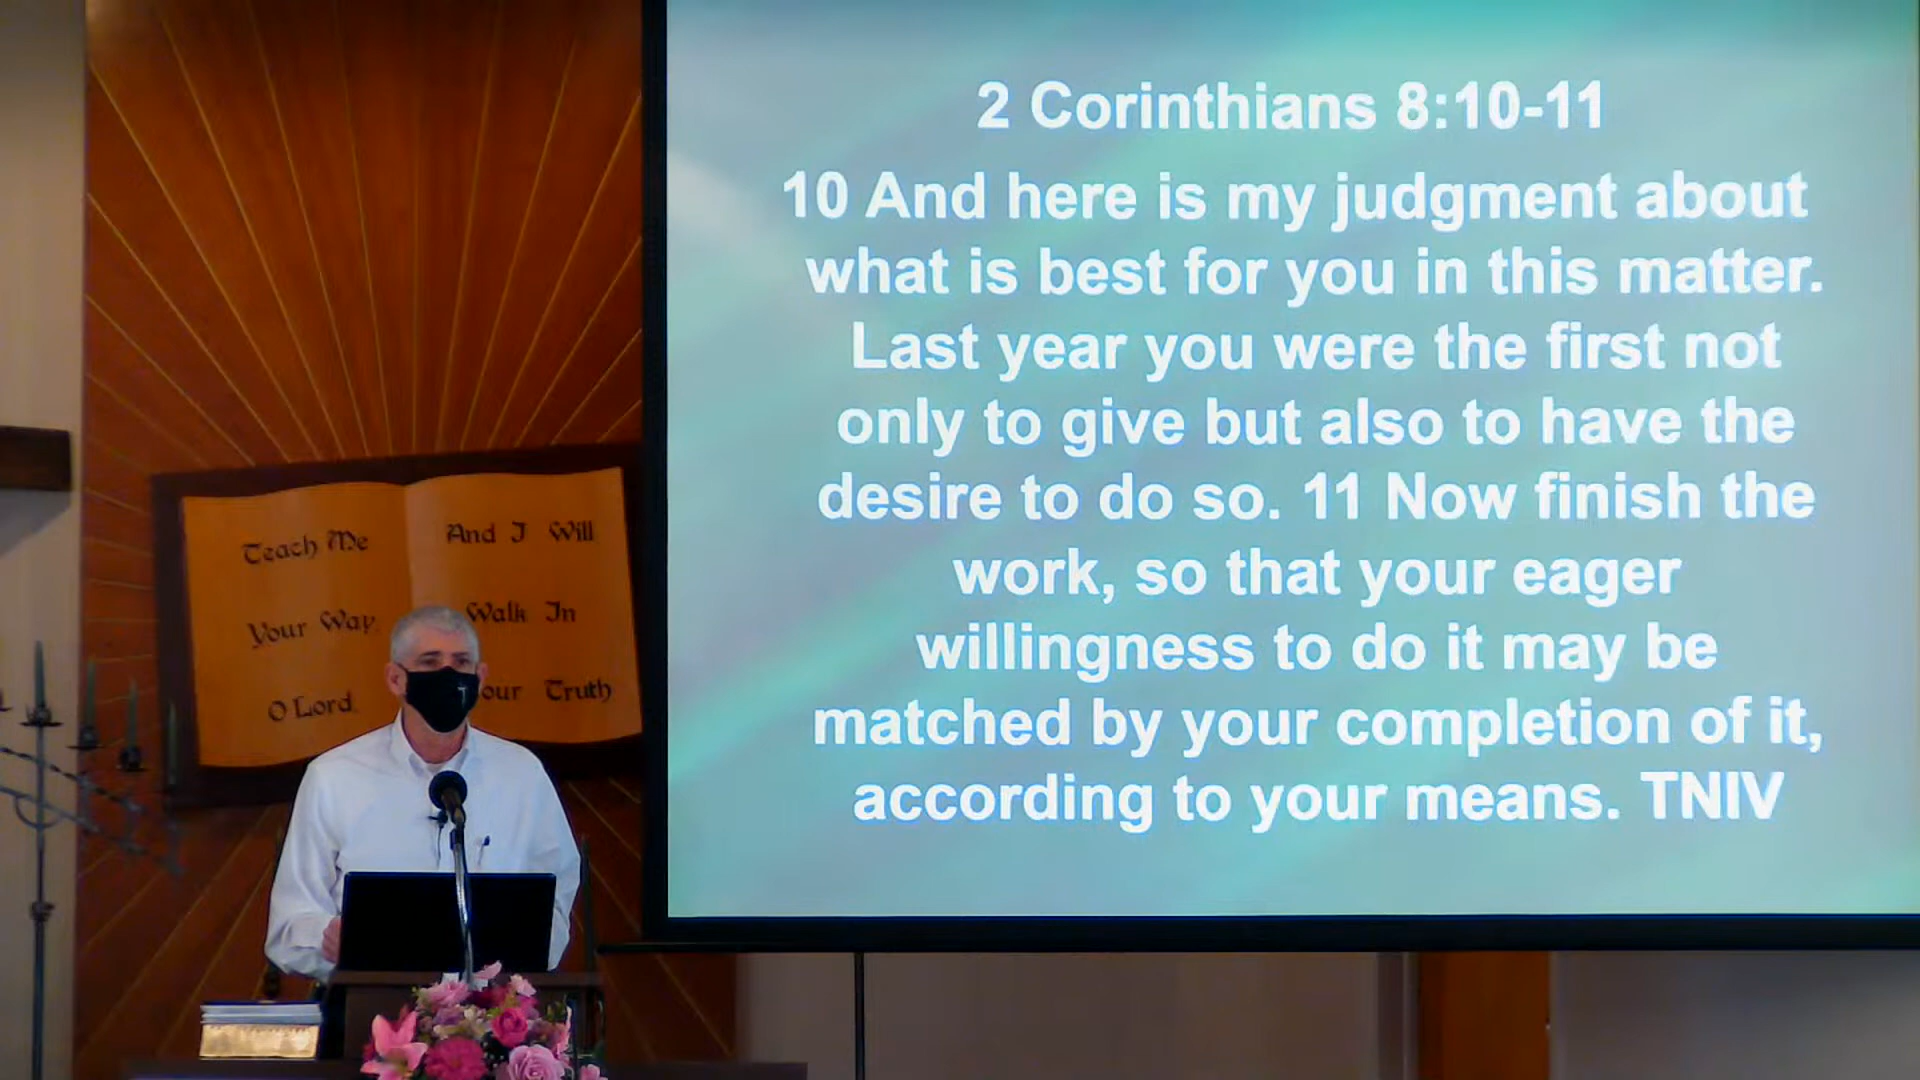 2 Corinthians 8:10-11
10 And here is my judgment about
what is best for you in this matter.
Last year you were the first not
only to give but also to have the
desire to do so. 11 Now finish the
work, so that your eager
willingness to do it may be
matched by your completion of it,
according to your means. TNIV
Teach Me
Your Way,
O Lord,
And I Will
Walk In
our Truth